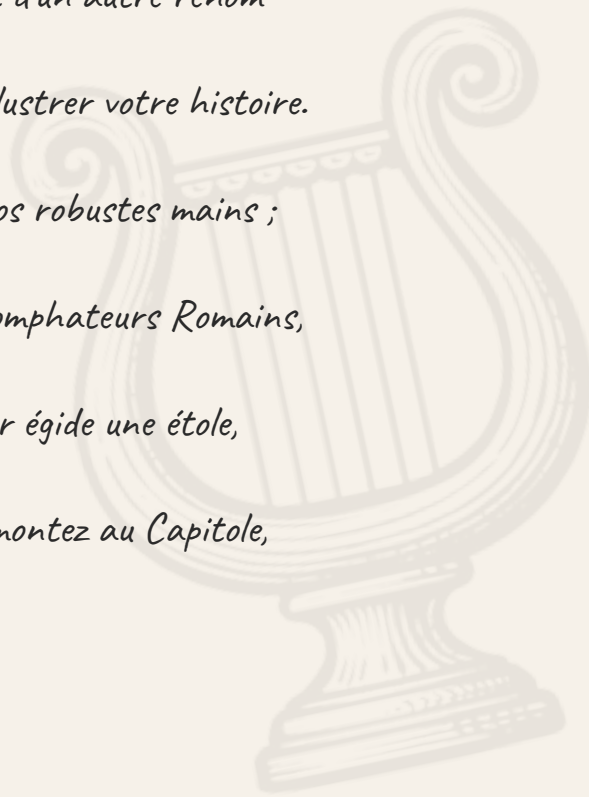 d'un autre renom
lustrer votre histoire.
os robustes mains ;
omphateurs Romains,
r égide une étole,
montez au Capitole,